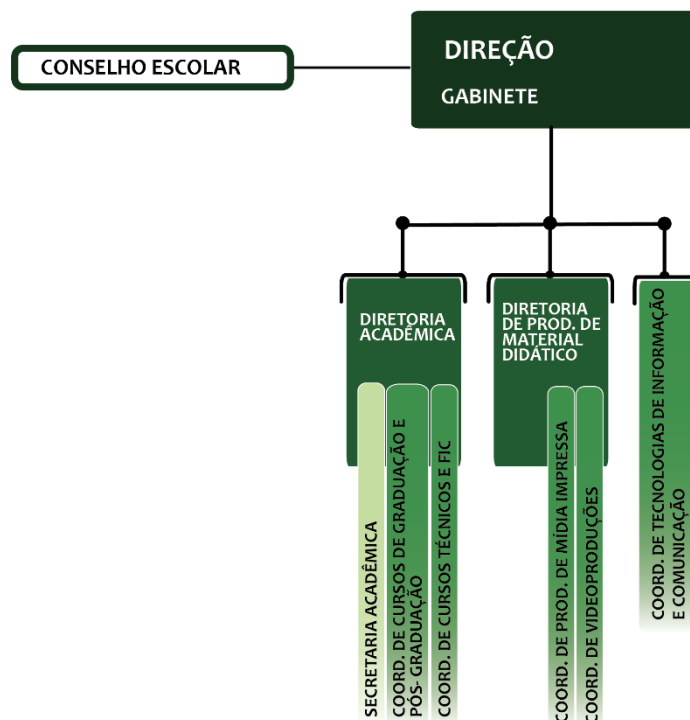 CONSELHO ESCOLAR
DIREÇÃO
GABINETE
DIRETORIA
ACADÊMICA
SECRETARIA ACADÊMICA
COORD. DE CURSOS DE GRADUAÇÃO E
PÓS- GRADUAÇÃO
COORD. DE CURSOS TÉCNICOS E FIC
DIRETORIA
DE PROD. DE
MATERIAL
DIDÁTICO
COORD. DE PROD. DE MÍDIA IMPRESSA
COORD. DE VIDEOPRODUÇÕES
COORD. DE TECNOLOGIAS DE INFORMAÇÃO
E COMUNICAÇÃO